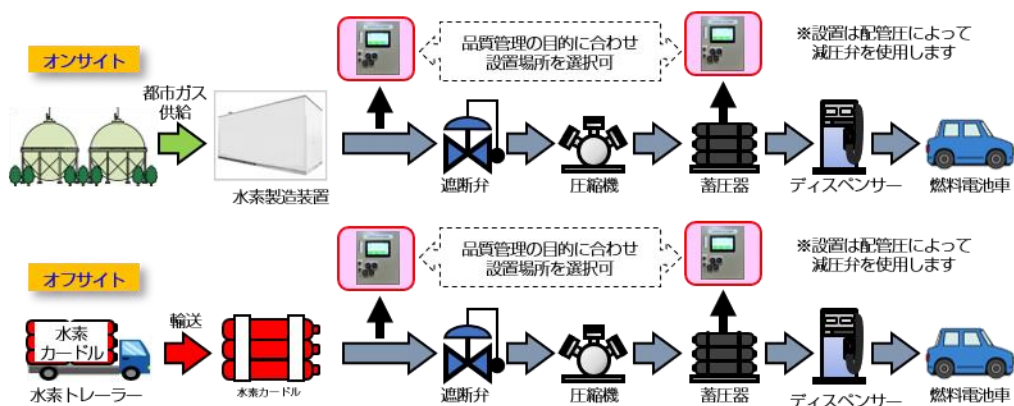 オンサイト
都市ガス
供給
水素製造装置
品質管理の目的に合わせ
設置場所を選択可
※設置は配管圧によって
減圧弁を使用します
遮断弁
圧縮機
蓄圧器
ディスペンサー
燃料電池車
オフサイト
水素
カードル
水素トレーラー
輸送
水素カードル
品質管理の目的に合わせ
設置場所を選択可
※設置は配管圧によって
減圧弁を使用します
遮断弁
圧縮機
蓄圧器
ディスペンサー
燃料電池車